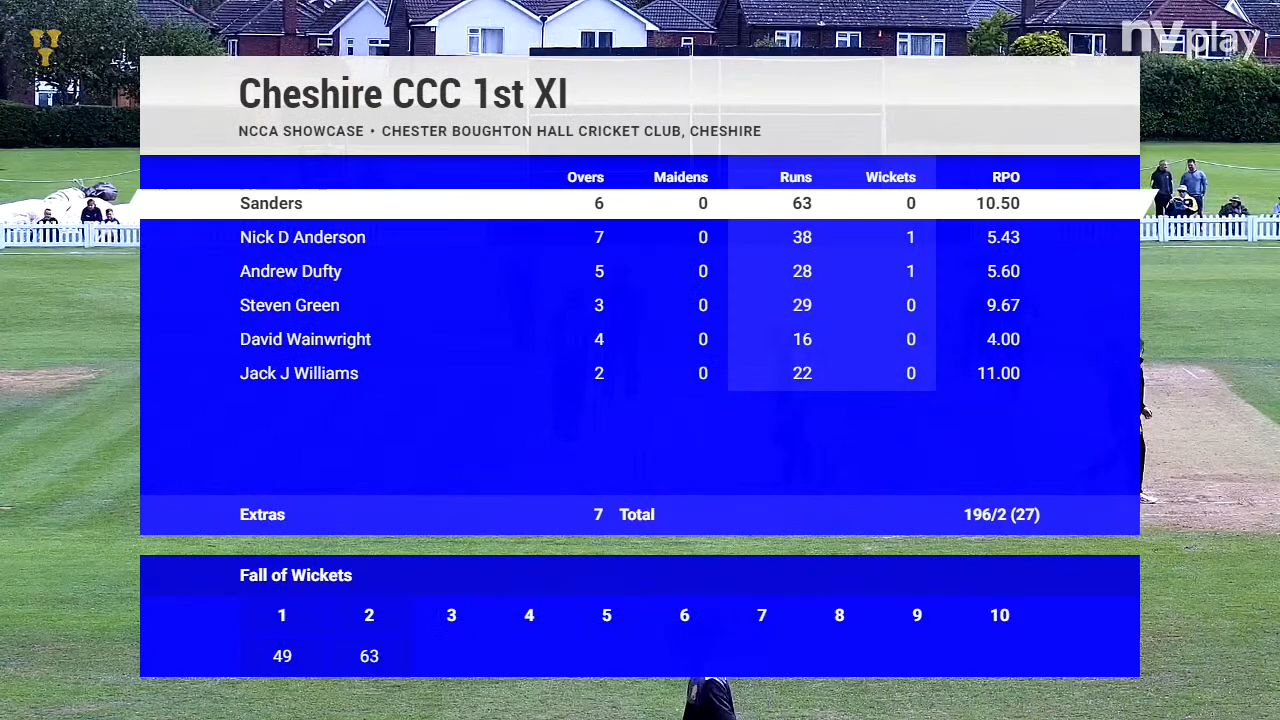 nvplay
Cheshire CCC 1st XI
NCCA SHOWCASE • CHESTER BOUGHTON HALL CRICKET CLUB, CHESHIRE
Overs Maidens Runs Wickets RPO
Sanders 6 0 63 0 10.50
Nick D Anderson 7 0 38 1 5.43
Andrew Dufty 5 0 28 1 5.60
Steven Green 3 0 29 0 9.67
David Wainwright 4 0 16 0 4.00
Jack J Williams 2 0 22 0 11.00
Extras 7 Total 196/2 (27)
Fall of Wickets
1 2 3 4 5 6 7 8 9 10
49 63